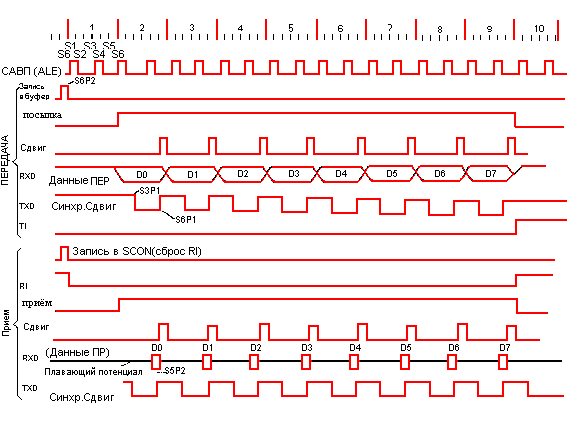 1 2 3 4 5 6 7 8 9 10
S1 S3 S5
S6 S2 S4 S6
САВП (ALE)
Запись в буфер
S6P2
посылка
Сдвиг
ПЕРЕДАЧА
RXD
Данные ПЕР
D0 D1 D2 D3 D4 D5 D6 D7
TXD
Синхр.Сдвиг
S3P1
S6P1
TI
Запись в SCON(сброс RI)
RI
приём
Прием
Сдвиг
RXD
(Данные ПР)
D0 D1 D2 D3 D4 D5 D6 D7
Плавающий потенциал
S5P2
TXD
Синхр.Сдвиг